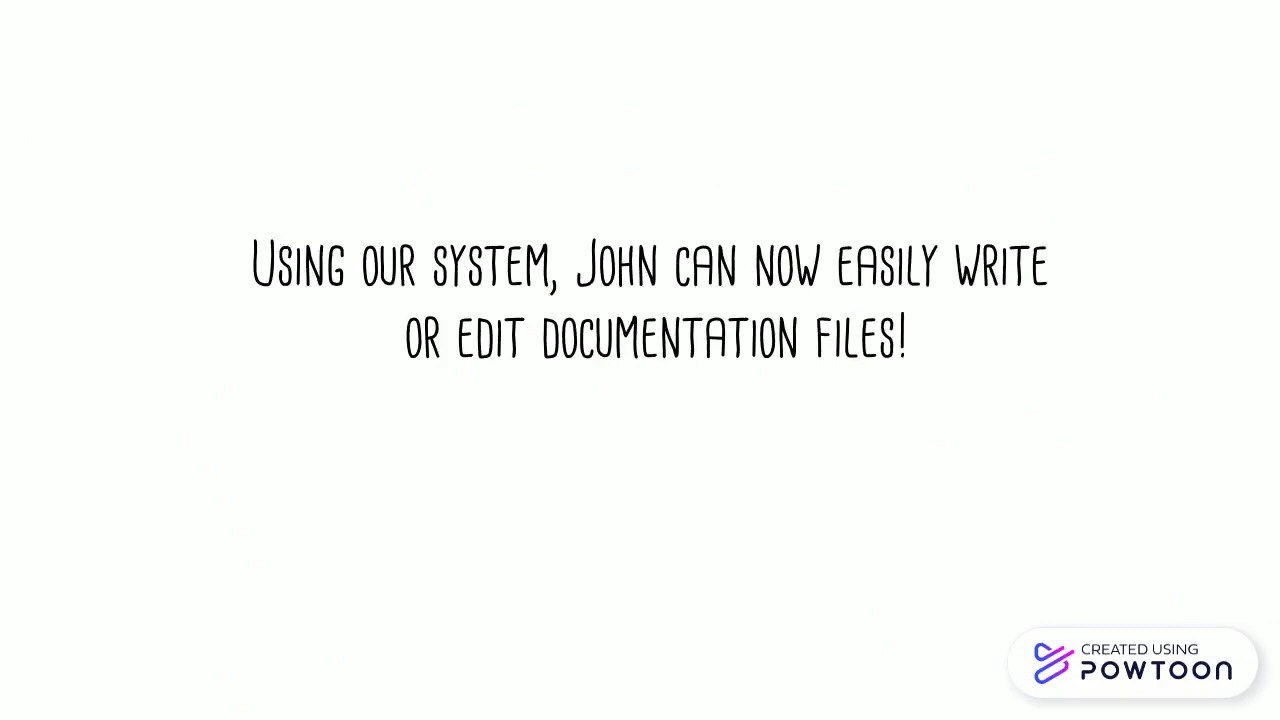 Using our system, John can now easily write
or edit documentation files!
CREATED USING
POWTOON